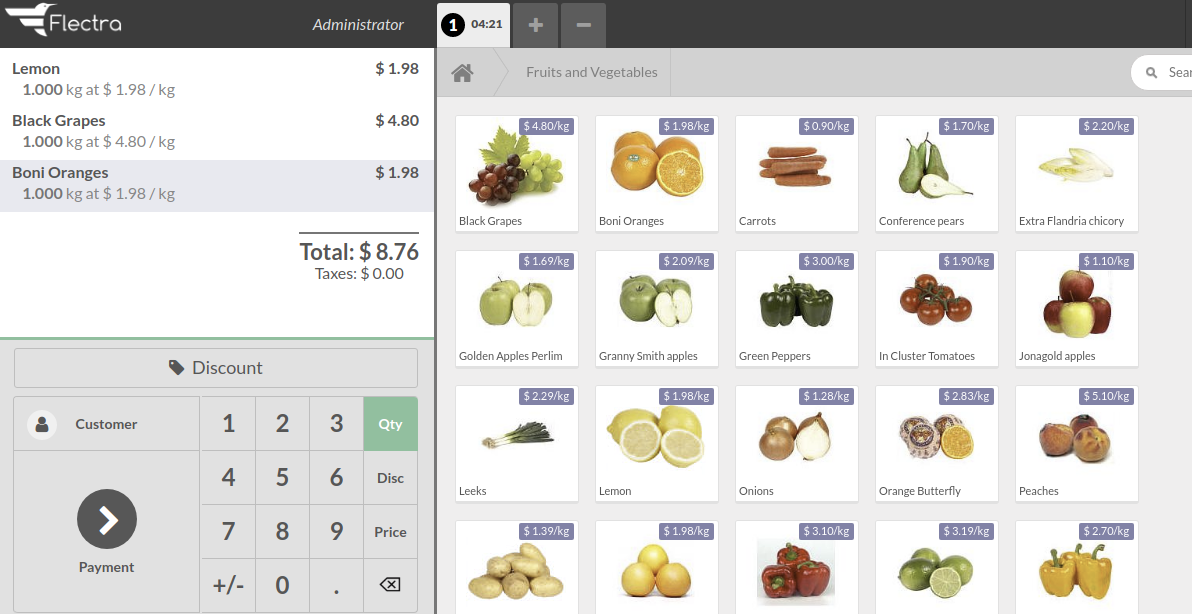 Flectra
Administrator
1 04:21
Fruits and Vegetables
Sear
Lemon $ 1.98
1.000 kg at $ 1.98 / kg
Black Grapes $ 4.80
1.000 kg at $ 4.80 / kg
Boni Oranges $ 1.98
1.000 kg at $ 1.98 / kg
Total: $ 8.76
Taxes: $ 0.00
Discount
Customer
Payment
1 2 3 Qty
4 5 6 Disc
7 8 9 Price
+/- 0 .
$ 4.80/kg $ 1.98/kg $ 0.90/kg $ 1.70/kg $ 2.20/kg
Black Grapes Boni Oranges Carrots Conference pears Extra Flandria chicory
$ 1.69/kg $ 2.09/kg $ 3.00/kg $ 1.90/kg $ 1.10/kg
Golden Apples Perlim Granny Smith apples Green Peppers In Cluster Tomatoes Jonagold apples
$ 2.29/kg $ 1.98/kg $ 1.28/kg $ 2.83/kg $ 5.10/kg
Leeks Lemon Onions Orange Butterfly Peaches
$ 1.39/kg $ 1.98/kg $ 3.10/kg $ 3.19/kg $ 2.70/kg